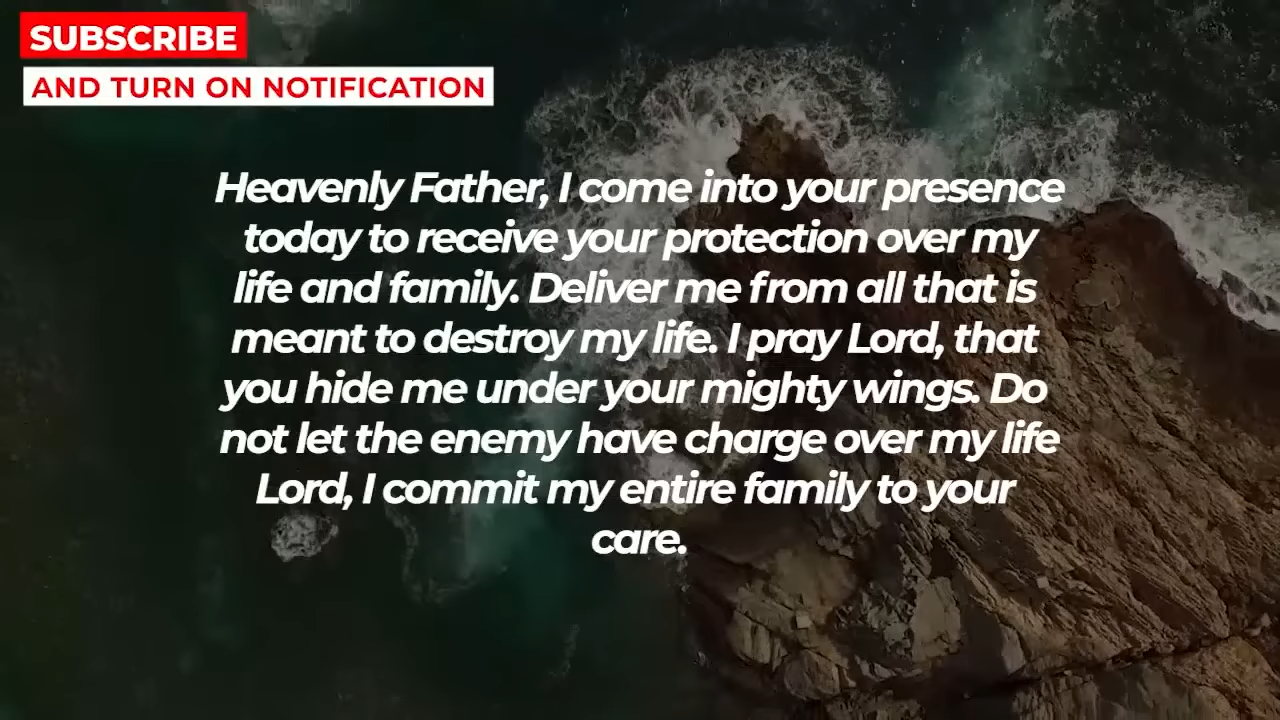 SUBSCRIBE
AND TURN ON NOTIFICATION
Heavenly Father, I come into your presence
today to receive your protection over my
life and family. Deliver me from all that is
meant to destroy my life. I pray Lord, that
you hide me under your mighty wings. Do
not let the enemy have charge over my life
Lord, I commit my entire family to your
care.